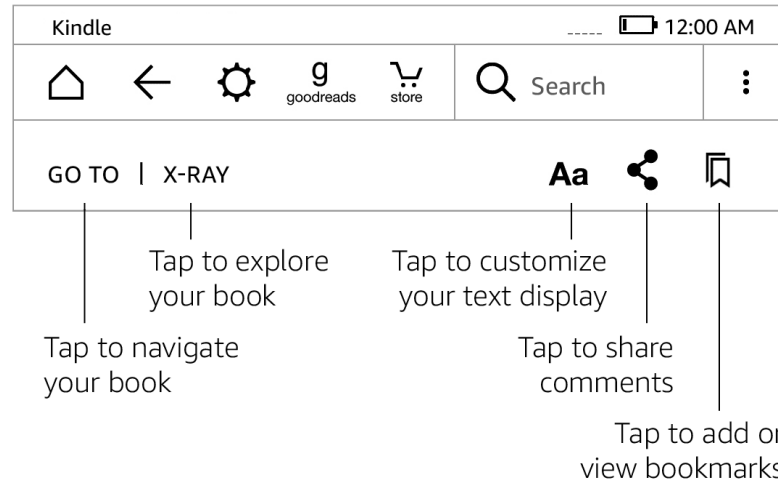 Kindle 12:00 AM
g
goodreads
store
Search
GO TO | X-RAY Aa
Tap to explore
your book
Tap to customize
your text display
Tap to navigate
your book
Tap to share
comments
Tap to add or
view bookmarks